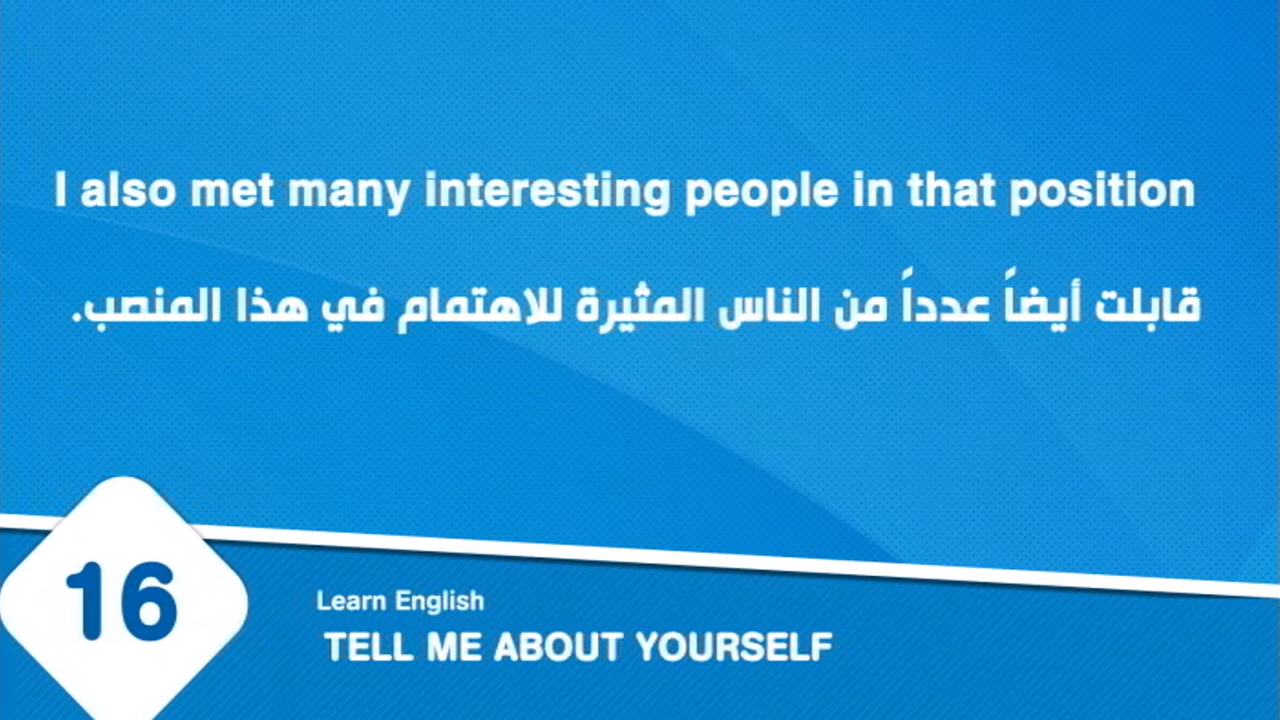 I also met many interesting people in that position
قابلت أيضاً عدداً من الناس المثيرة للاهتمام في هذا المنصب.
16
Learn English
TELL ME ABOUT YOURSELF